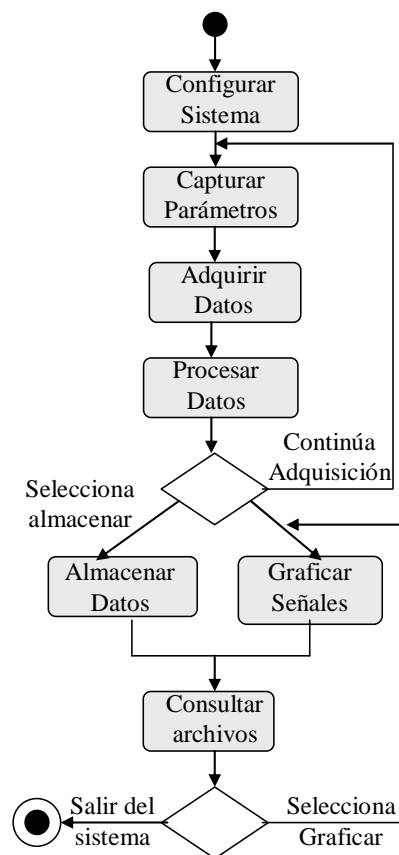 Configurar
Sistema
Capturar
Parámetros
Adquirir
Datos
Procesar
Datos
Continúa
Adquisición
Selecciona
almacenar
Almacenar
Datos
Graficar
Señales
Consultar
archivos
Salir del
sistema
Selecciona
Graficar